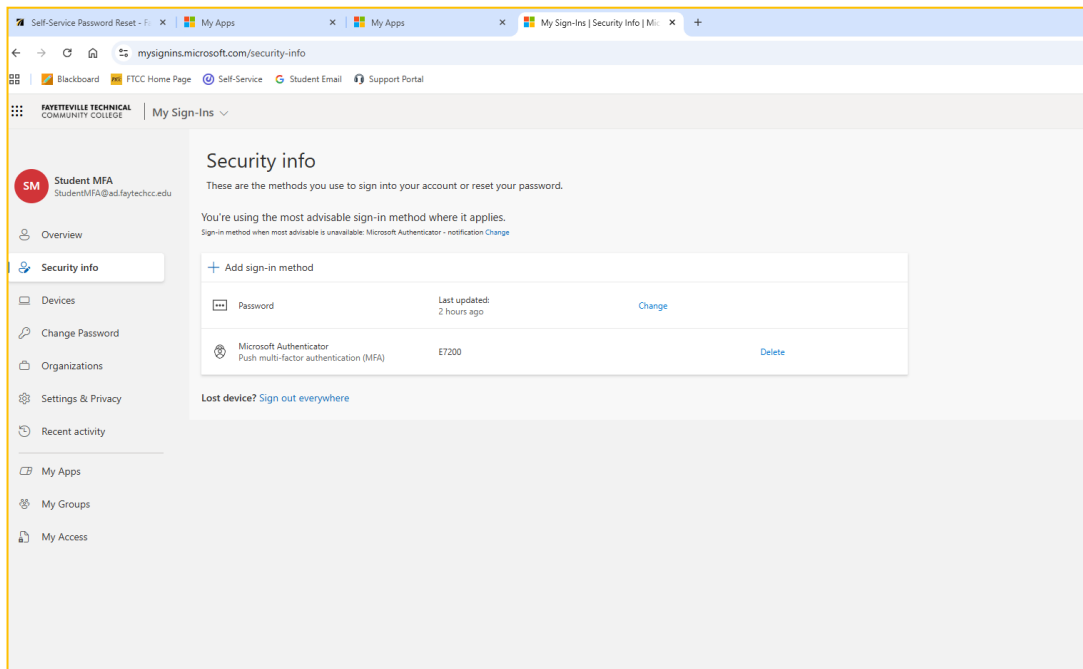 Self-Service Password Reset - Fa
My Apps
My Apps
My Sign-Ins | Security Info | Mic
mysignins.microsoft.com/security-info
Blackboard FTCC Home Page Self-Service Student Email Support Portal
FAYETTEVILLE TECHNICAL
COMMUNITY COLLEGE
My Sign-Ins
SM
Student MFA
StudentMFA@ad.faytechcc.edu
Overview
Security info
Devices
Change Password
Organizations
Settings & Privacy
Recent activity
My Apps
My Groups
My Access
Security info
These are the methods you use to sign into your account or reset your password.
You're using the most advisable sign-in method where it applies.
Sign-in method when most advisable is unavailable: Microsoft Authenticator - notification Change
Add sign-in method
Password
Last updated:
2 hours ago
Change
Microsoft Authenticator
Push multi-factor authentication (MFA)
E7200
Delete
Lost device? Sign out everywhere